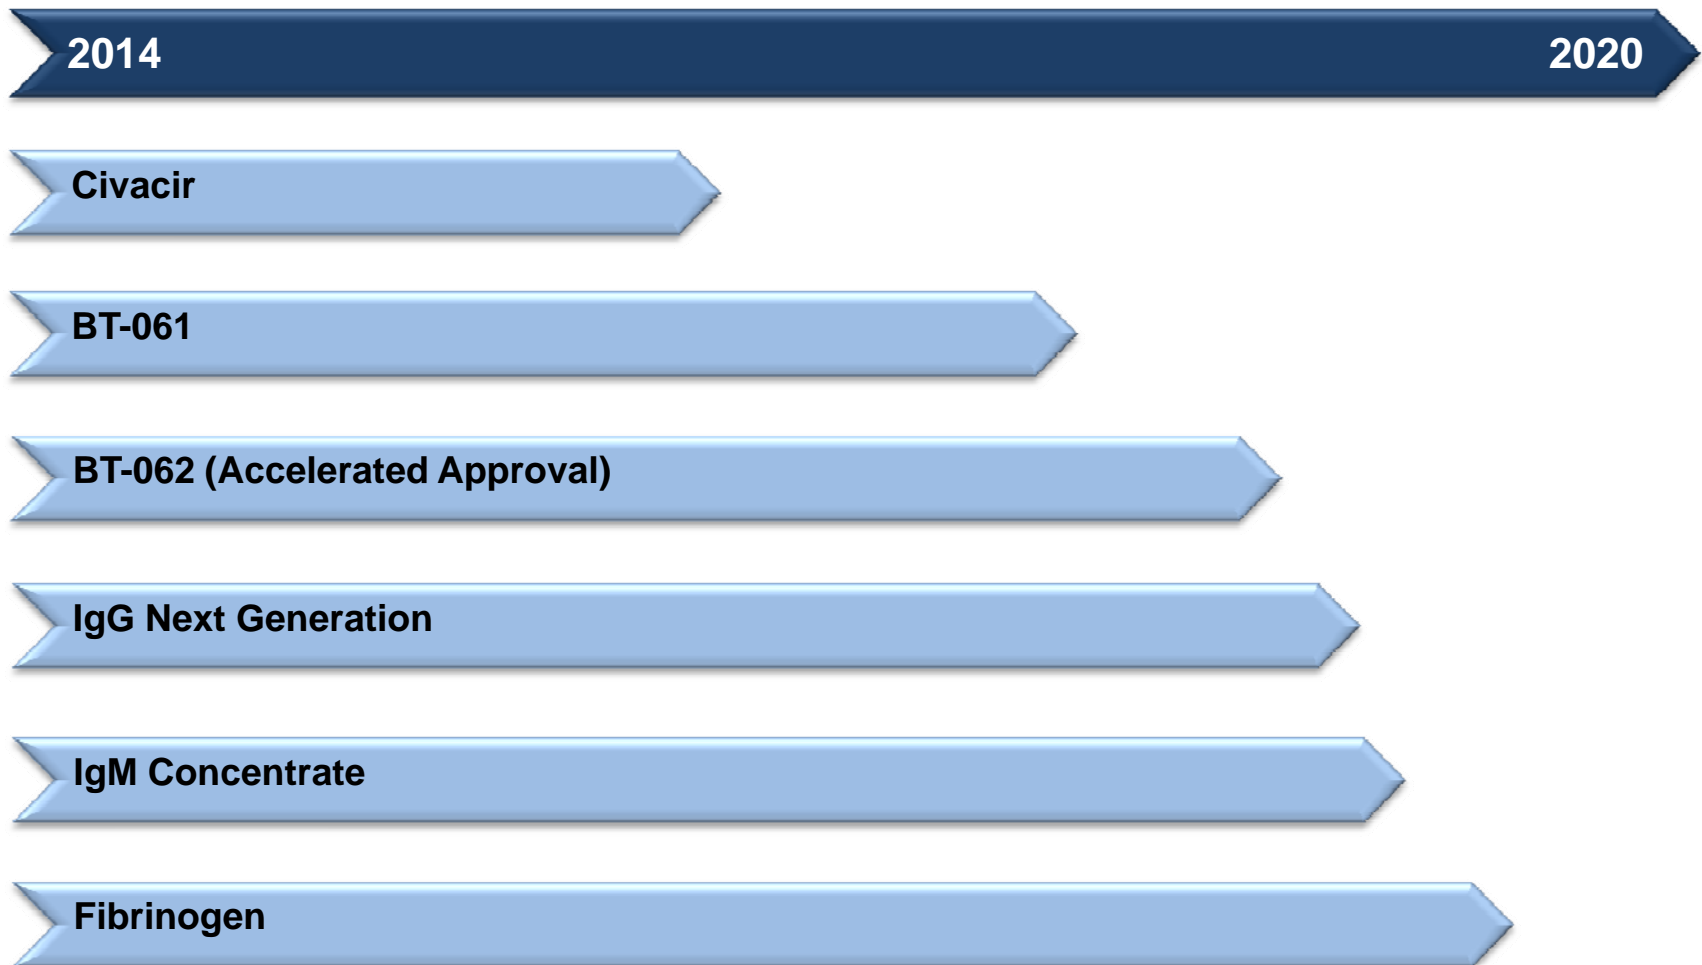 2014 2020
Civacir
BT-061
BT-062 (Accelerated Approval)
IgG Next Generation
IgM Concentrate
Fibrinogen